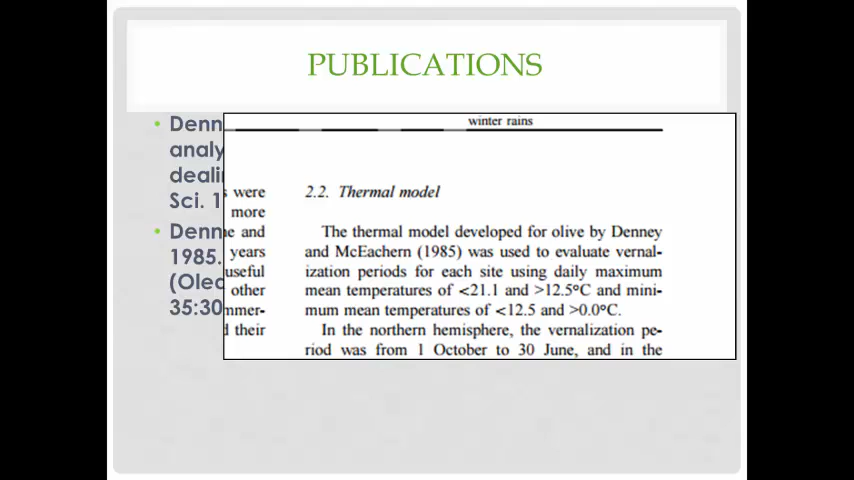 PUBLICATIONS
• Denn
analy
deali
Sci. 1
• Denn
1985.
(Olea
35:30
winter rains
were
more
e and
years
useful
other
mmer-
their
2.2. Thermal model
The thermal model developed for olive by Denney
and McEachern (1985) was used to evaluate vernal-
ization periods for each site using daily maximum
mean temperatures of <21.1 and >12.5°C and mini-
mum mean temperatures of <12.5 and >0.0°C.
In the northern hemisphere, the vernalization pe-
riod was from 1 October to 30 June, and in the